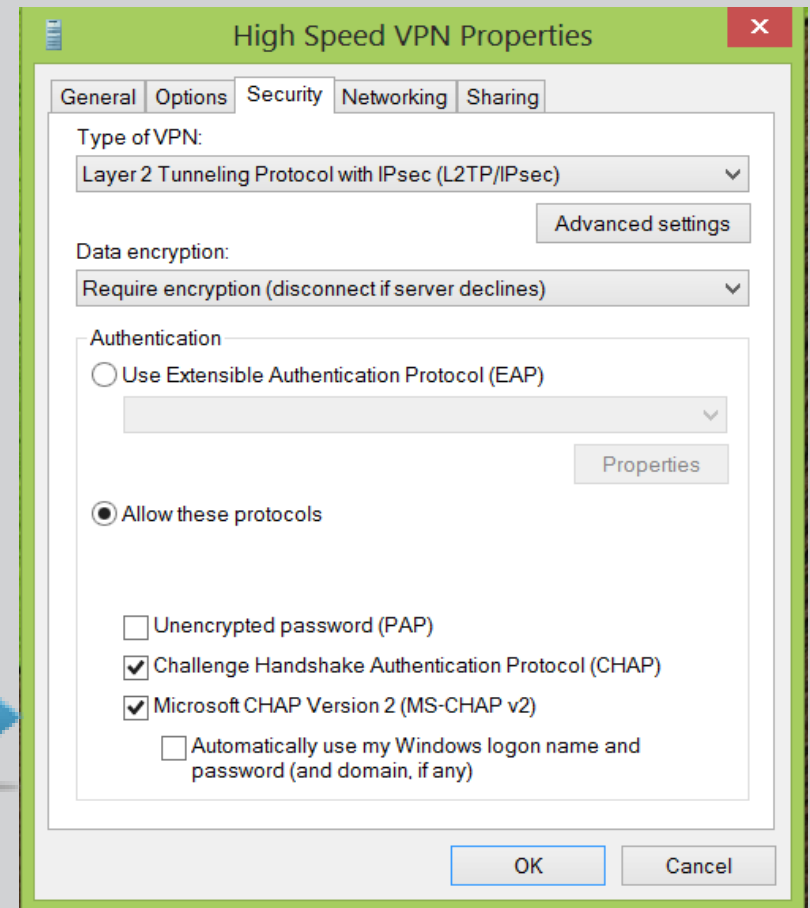 High Speed VPN Properties
x
General Options Security Networking Sharing
Type of VPN:
Layer 2 Tunneling Protocol with IPsec (L2TP/IPsec)
Advanced settings
Data encryption:
Require encryption (disconnect if server declines)
Authentication
Use Extensible Authentication Protocol (EAP)
Properties
Allow these protocols
Unencrypted password (PAP)
Challenge Handshake Authentication Protocol (CHAP)
Microsoft CHAP Version 2 (MS-CHAP v2)
Automatically use my Windows logon name and
password (and domain, if any)
OK Cancel